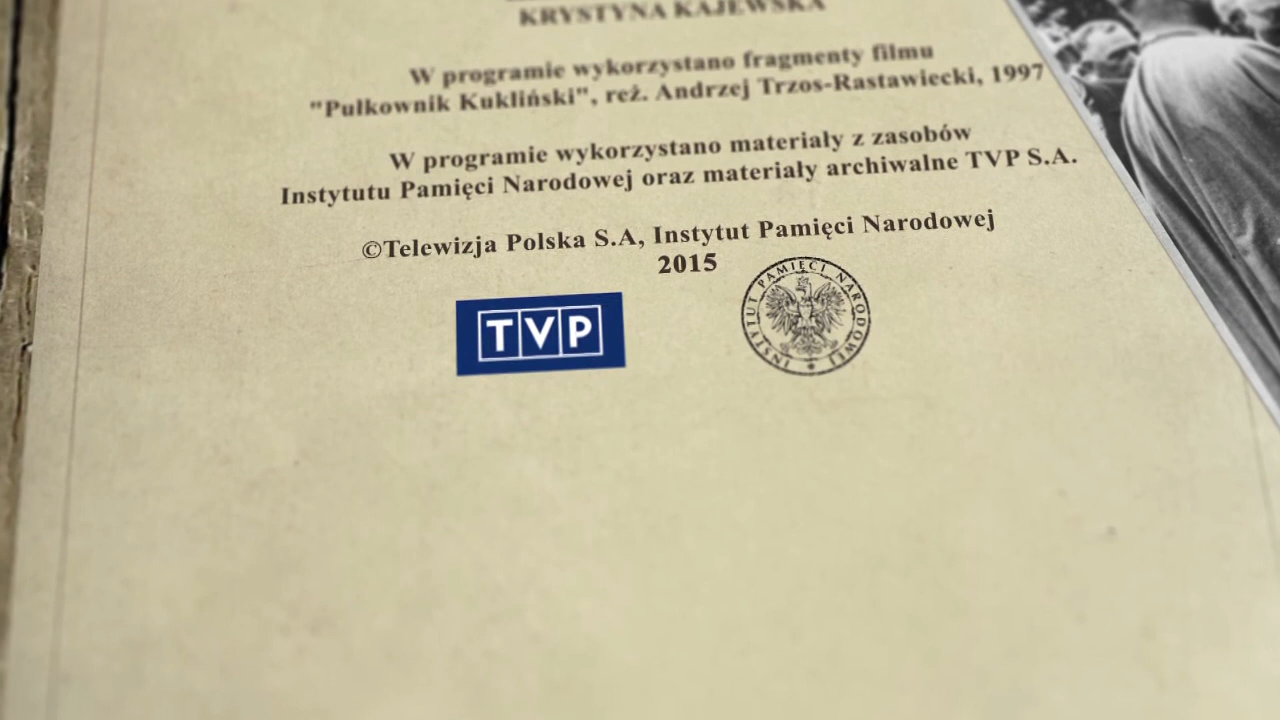 KRYSTYNA KAJEWSKA
W programie wykorzystano fragmenty filmu
"Pułkownik Kukliński", reż. Andrzej Trzos-Rastawiecki, 1997
W programie wykorzystano materiały z zasobów
Instytutu Pamięci Narodowej oraz materiały archiwalne TVP S.A.
©Telewizja Polska S.A, Instytut Pamięci Narodowej
2015
TVP
INSTYTUT PAMIĘCI NARODOWEJ